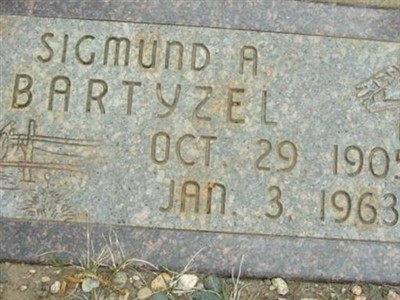 SIGMUND A.
BARTYZEL
OCT. 29 1905
JAN. 3. 1963